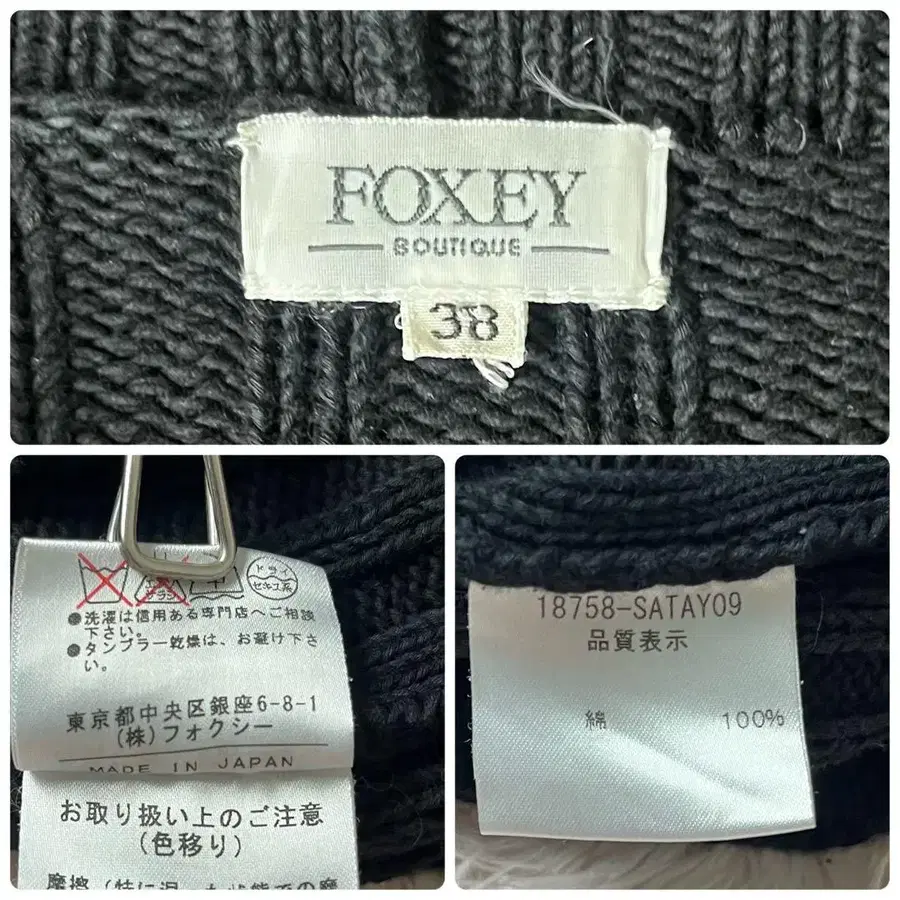 FOXEY
BOUTIQUE
38
ドライ
セキユ系
●洗濯は信用ある専門店へご相談
下さい。
●タンブラー乾燥は、お避け下さ
い。
東京都中央区銀座6-8-1
(株)フォクシー
MADE IN JAPAN
お取り扱い上のご注意
(色移り)
18758-SATAY09
品質表示
綿 100%